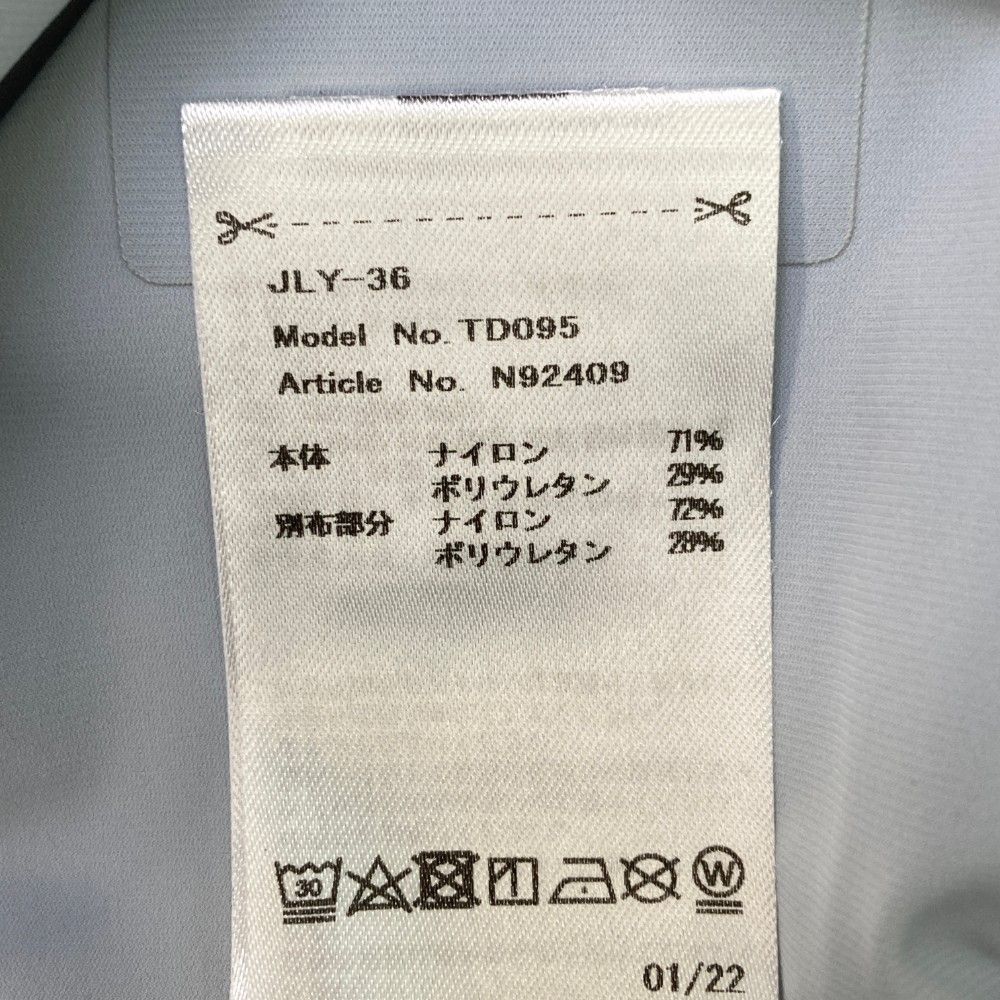 JLY-36
Model No. TD095
Article No. N92409
本体 ナイロン 71%
ポリウレタン 29%
別布部分 ナイロン 72%
ポリウレタン 28%
30 W
01/22